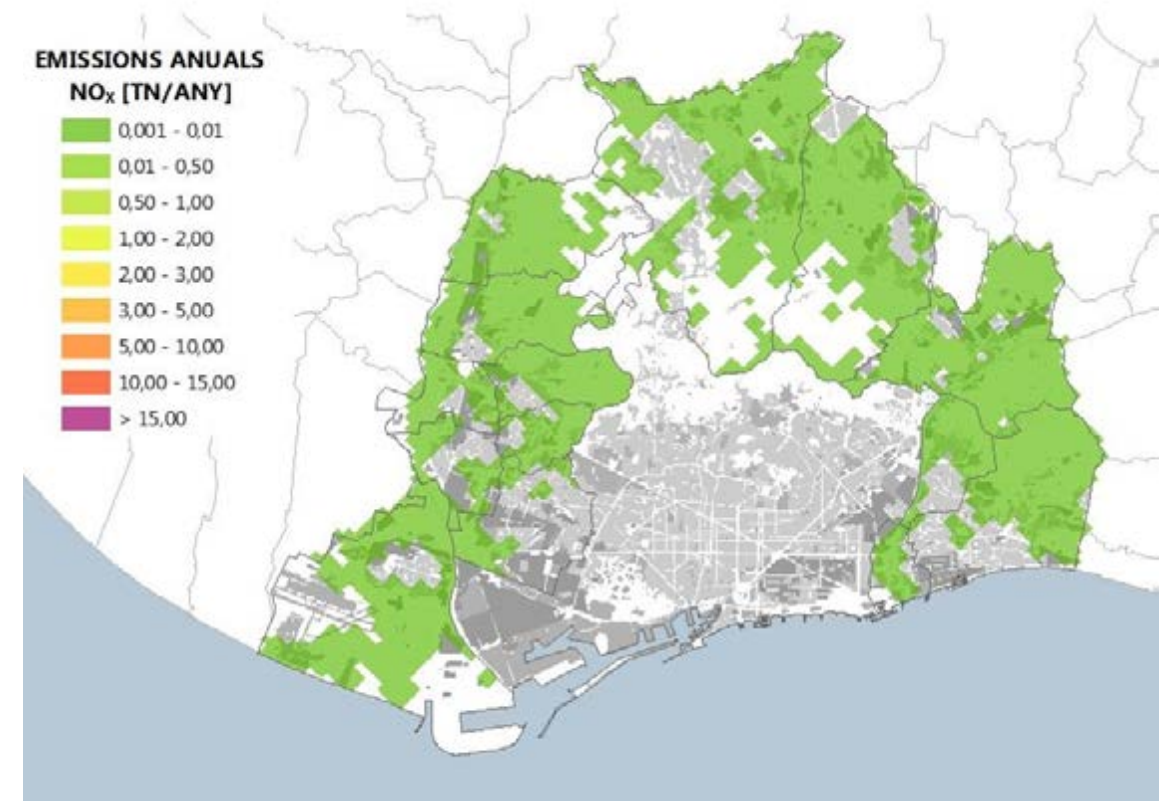 EMISSIONS ANUALS
NOₓ [TN/ANY]
0,001 - 0,01
0,01 - 0,50
0,50 - 1,00
1,00 - 2,00
2,00 - 3,00
3,00 - 5,00
5,00 - 10,00
10,00 - 15,00
> 15,00